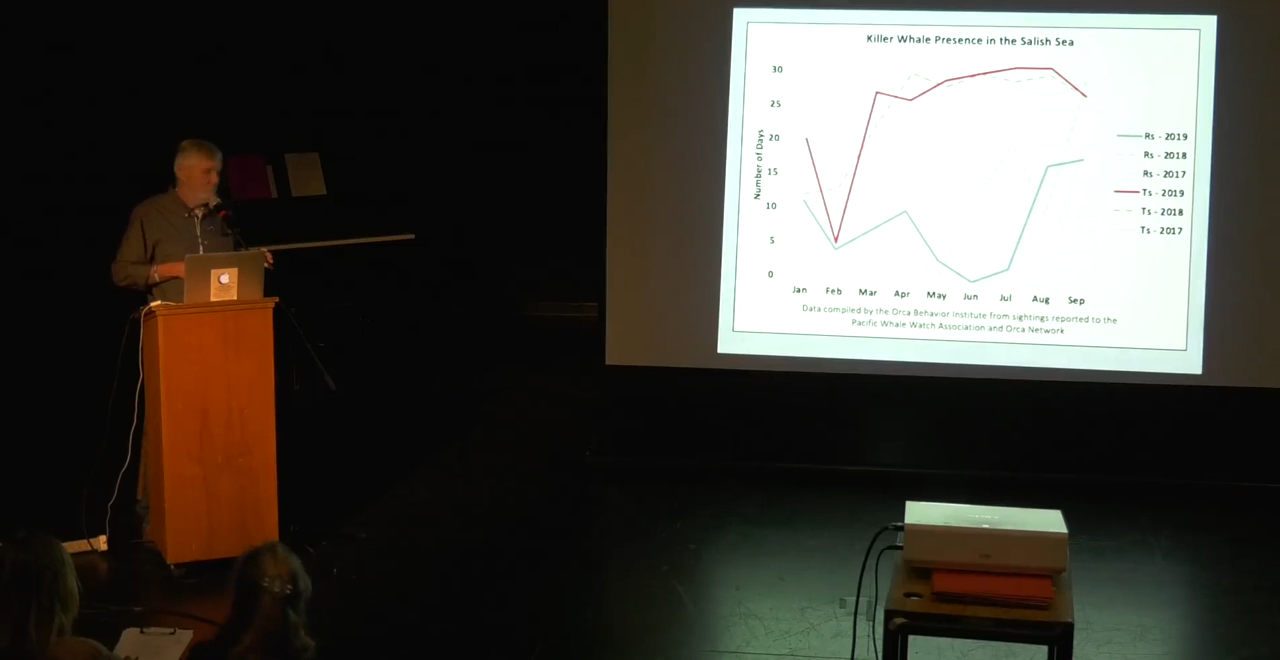 Killer Whale Presence in the Salish Sea
30
25
20
15
10
5
0
Number of Days
Jan Feb Mar Apr May Jun Jul Aug Sep
Rs - 2019
Rs - 2018
Rs - 2017
Ts - 2019
Ts - 2018
Ts - 2017
Data compiled by the Orca Behavior Institute from sightings reported to the
Pacific Whale Watch Association and Orca Network